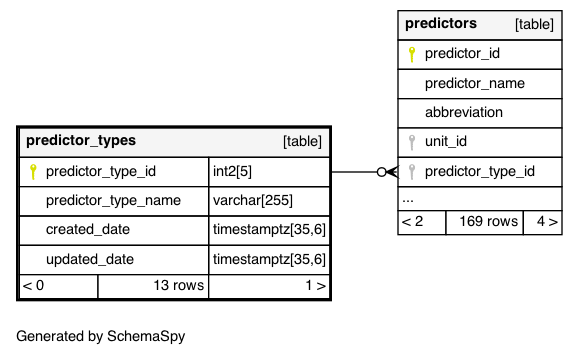 predictors [table]
predictor_id
predictor_name
abbreviation
unit_id
predictor_type_id
...
< 2 169 rows 4 >
predictor_types [table]
predictor_type_id int2[5]
predictor_type_name varchar[255]
created_date timestamptz[35,6]
updated_date timestamptz[35,6]
< 0 13 rows 1 >
Generated by SchemaSpy